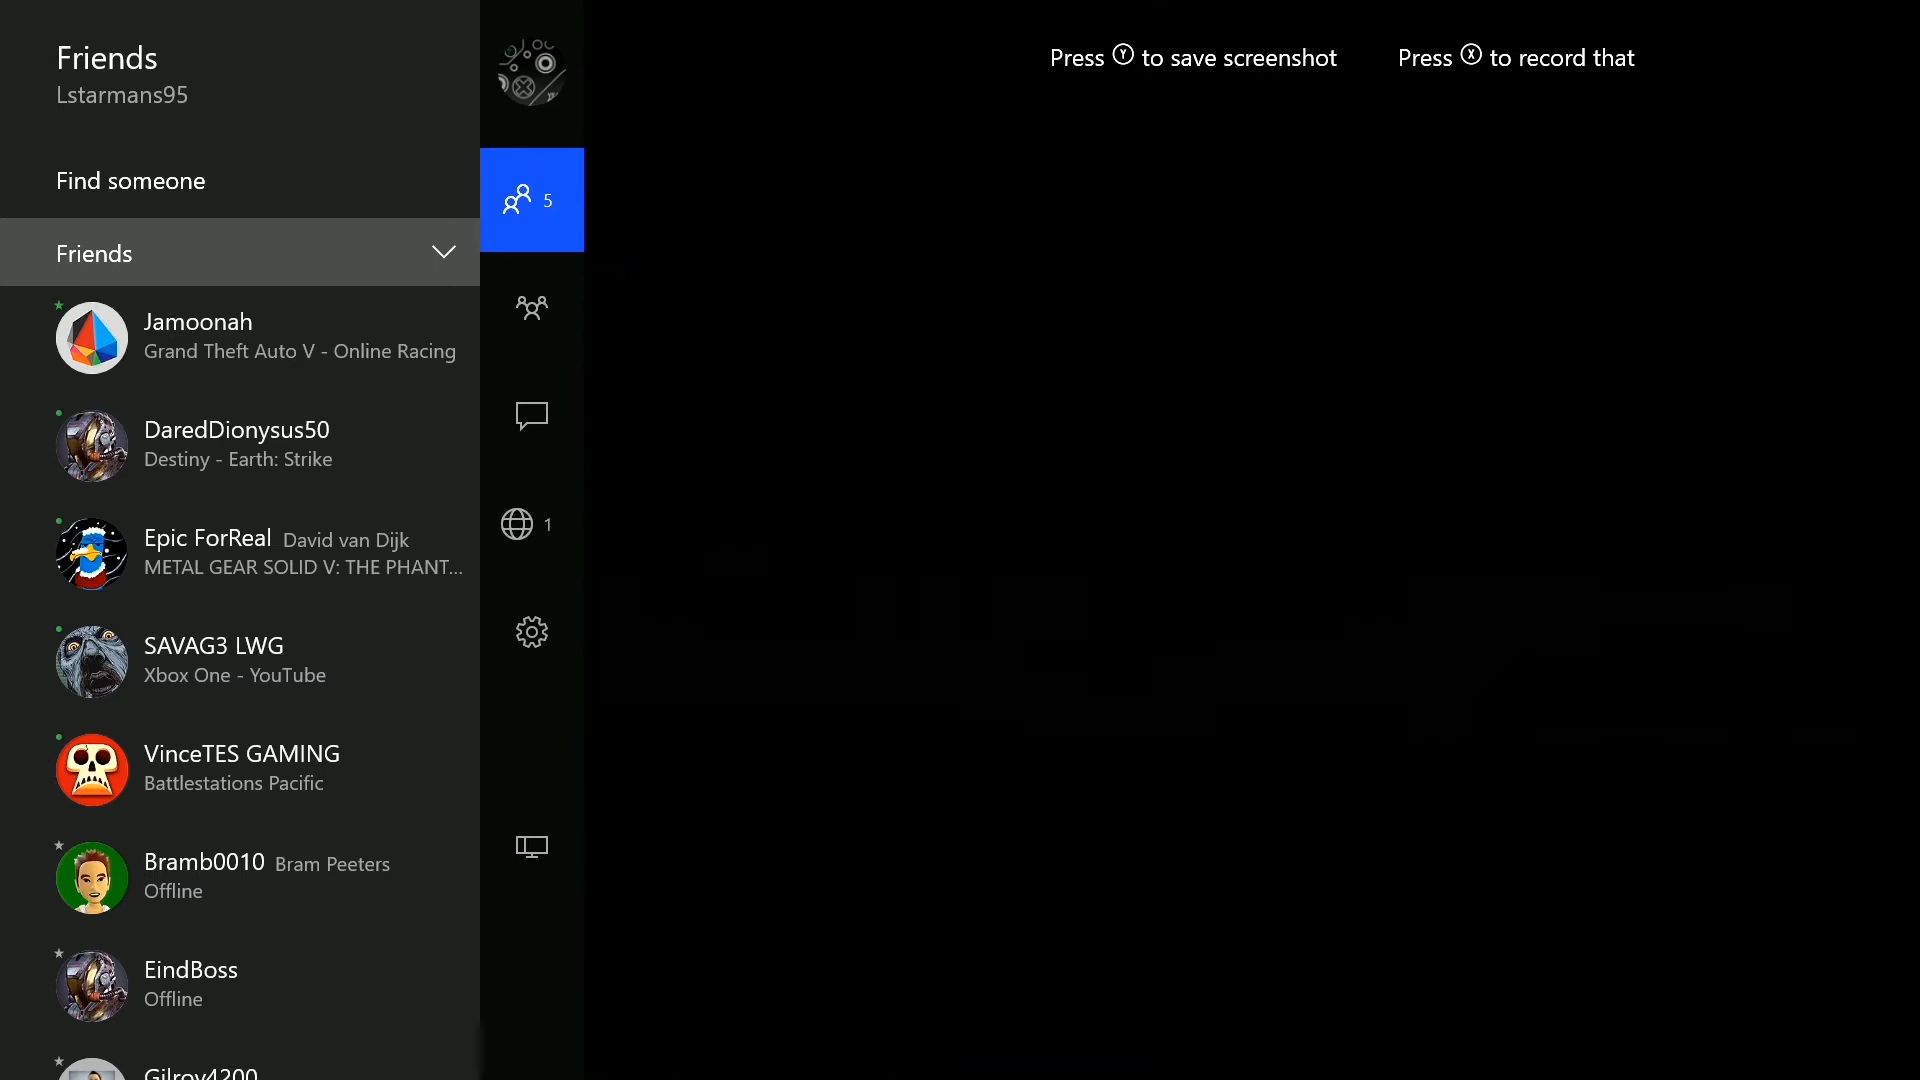 Friends
Lstarmans95
Find someone
Friends
Jamoonah
Grand Theft Auto V - Online Racing
DaredDionysus50
Destiny - Earth: Strike
Epic ForReal David van Dijk
METAL GEAR SOLID V: THE PHANT...
SAVAG3 LWG
Xbox One - YouTube
VinceTES GAMING
Battlestations Pacific
Bramb0010 Bram Peeters
Offline
EindBoss
Offline
Gilroy4200
5
1
Press Y to save screenshot
Press X to record that